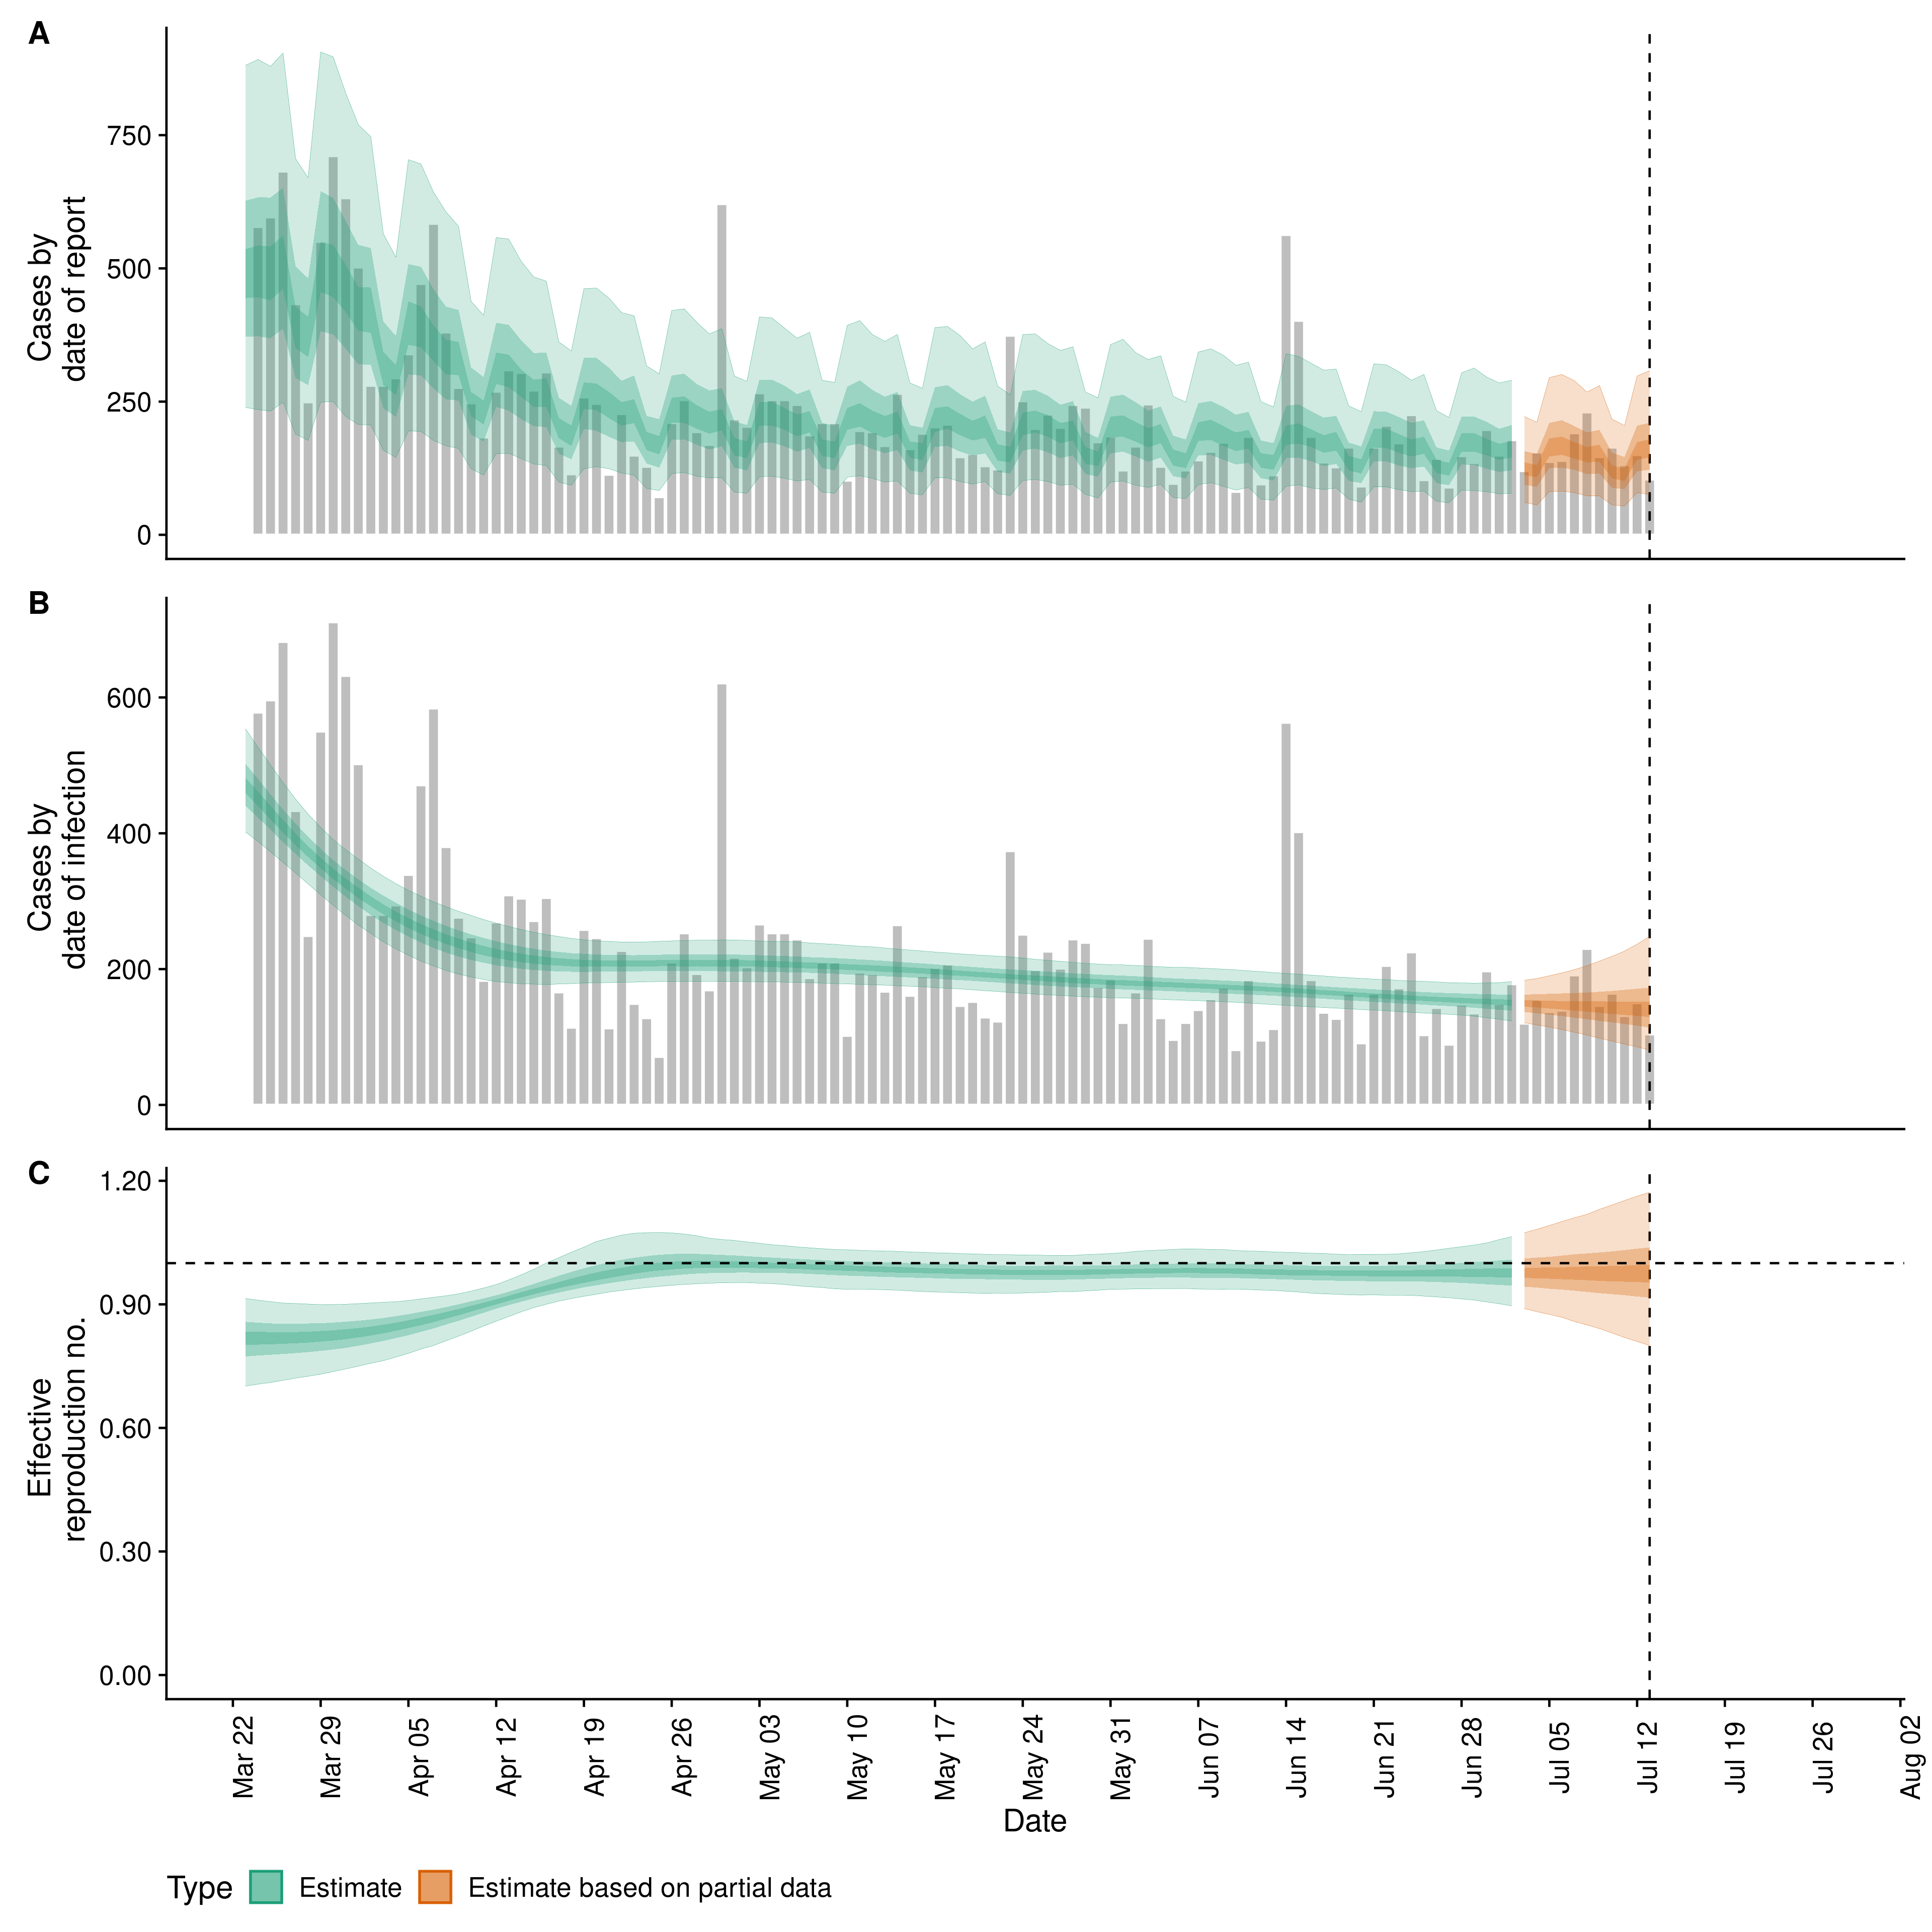 A
750
500
250
0
Cases by
date of report
B
600
400
200
0
Cases by
date of infection
C
1.20
0.90
0.60
0.30
0.00
Effective
reproduction no.
Mar 22
Mar 29
Apr 05
Apr 12
Apr 19
Apr 26
May 03
May 10
May 17
May 24
May 31
Jun 07
Jun 14
Jun 21
Jun 28
Jul 05
Jul 12
Jul 19
Jul 26
Aug 02
Date
Type Estimate Estimate based on partial data